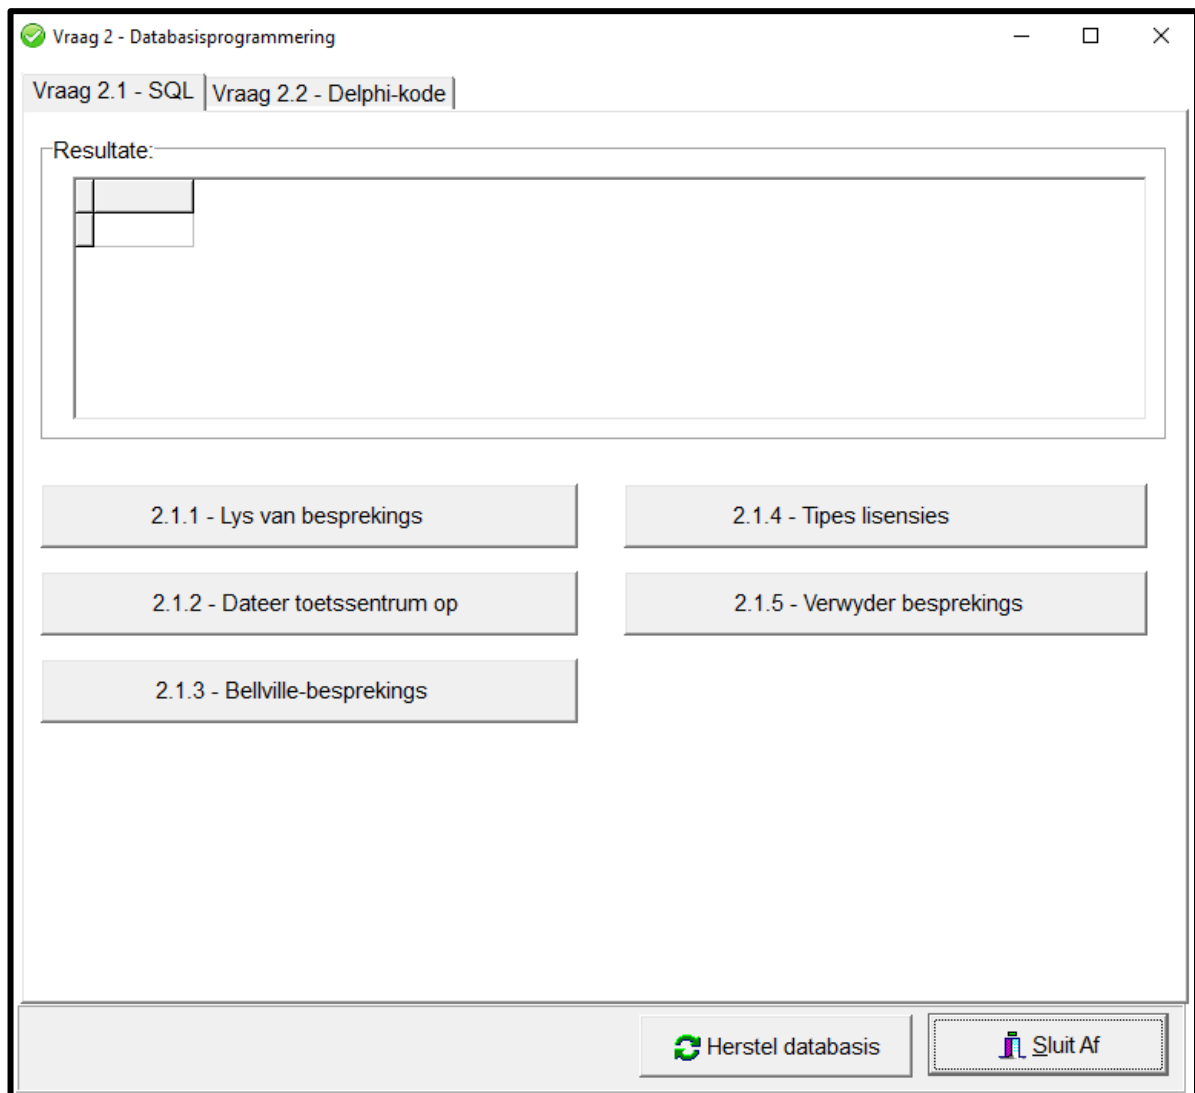 Vraag 2 - Databasisprogrammering
Vraag 2.1 - SQL
Vraag 2.2 - Delphi-kode
Resultate:
2.1.1 - Lys van besprekings
2.1.4 - Tipes lisensies
2.1.2 - Dateer toetssentrum op
2.1.5 - Verwyder besprekings
2.1.3 - Bellville-besprekings
Herstel databasis
Sluit Af